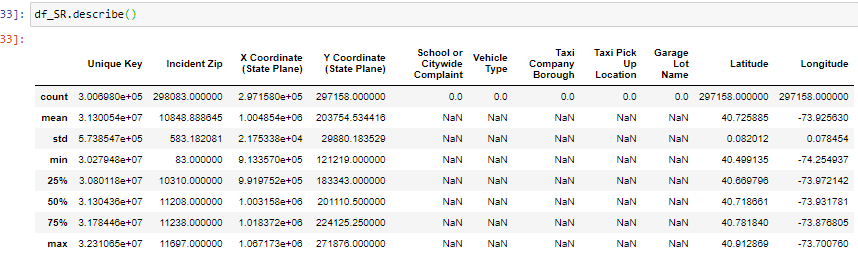 33]: df_SR.describe()
33]:
Unique Key Incident Zip X Coordinate (State Plane) Y Coordinate (State Plane) School or Citywide Complaint Vehicle Type Taxi Company Borough Taxi Pick Up Location Garage Lot Name Latitude Longitude
count 3.006980e+05 298083.000000 2.971580e+05 297158.000000 0.0 0.0 0.0 0.0 0.0 297158.000000 297158.000000
mean 3.130054e+07 10848.888645 1.004854e+06 203754.534416 NaN NaN NaN NaN NaN 40.725885 -73.925630
std 5.738547e+05 583.182081 2.175338e+04 29880.183529 NaN NaN NaN NaN NaN 0.082012 0.078454
min 3.027948e+07 83.000000 9.133570e+05 121219.000000 NaN NaN NaN NaN NaN 40.499135 -74.254937
25% 3.080118e+07 10310.000000 9.919752e+05 183343.000000 NaN NaN NaN NaN NaN 40.669796 -73.972142
50% 3.130436e+07 11208.000000 1.003158e+06 201110.500000 NaN NaN NaN NaN NaN 40.718661 -73.931781
75% 3.178446e+07 11238.000000 1.018372e+06 224125.250000 NaN NaN NaN NaN NaN 40.781840 -73.876805
max 3.231065e+07 11697.000000 1.067173e+06 271876.000000 NaN NaN NaN NaN NaN 40.912869 -73.700760